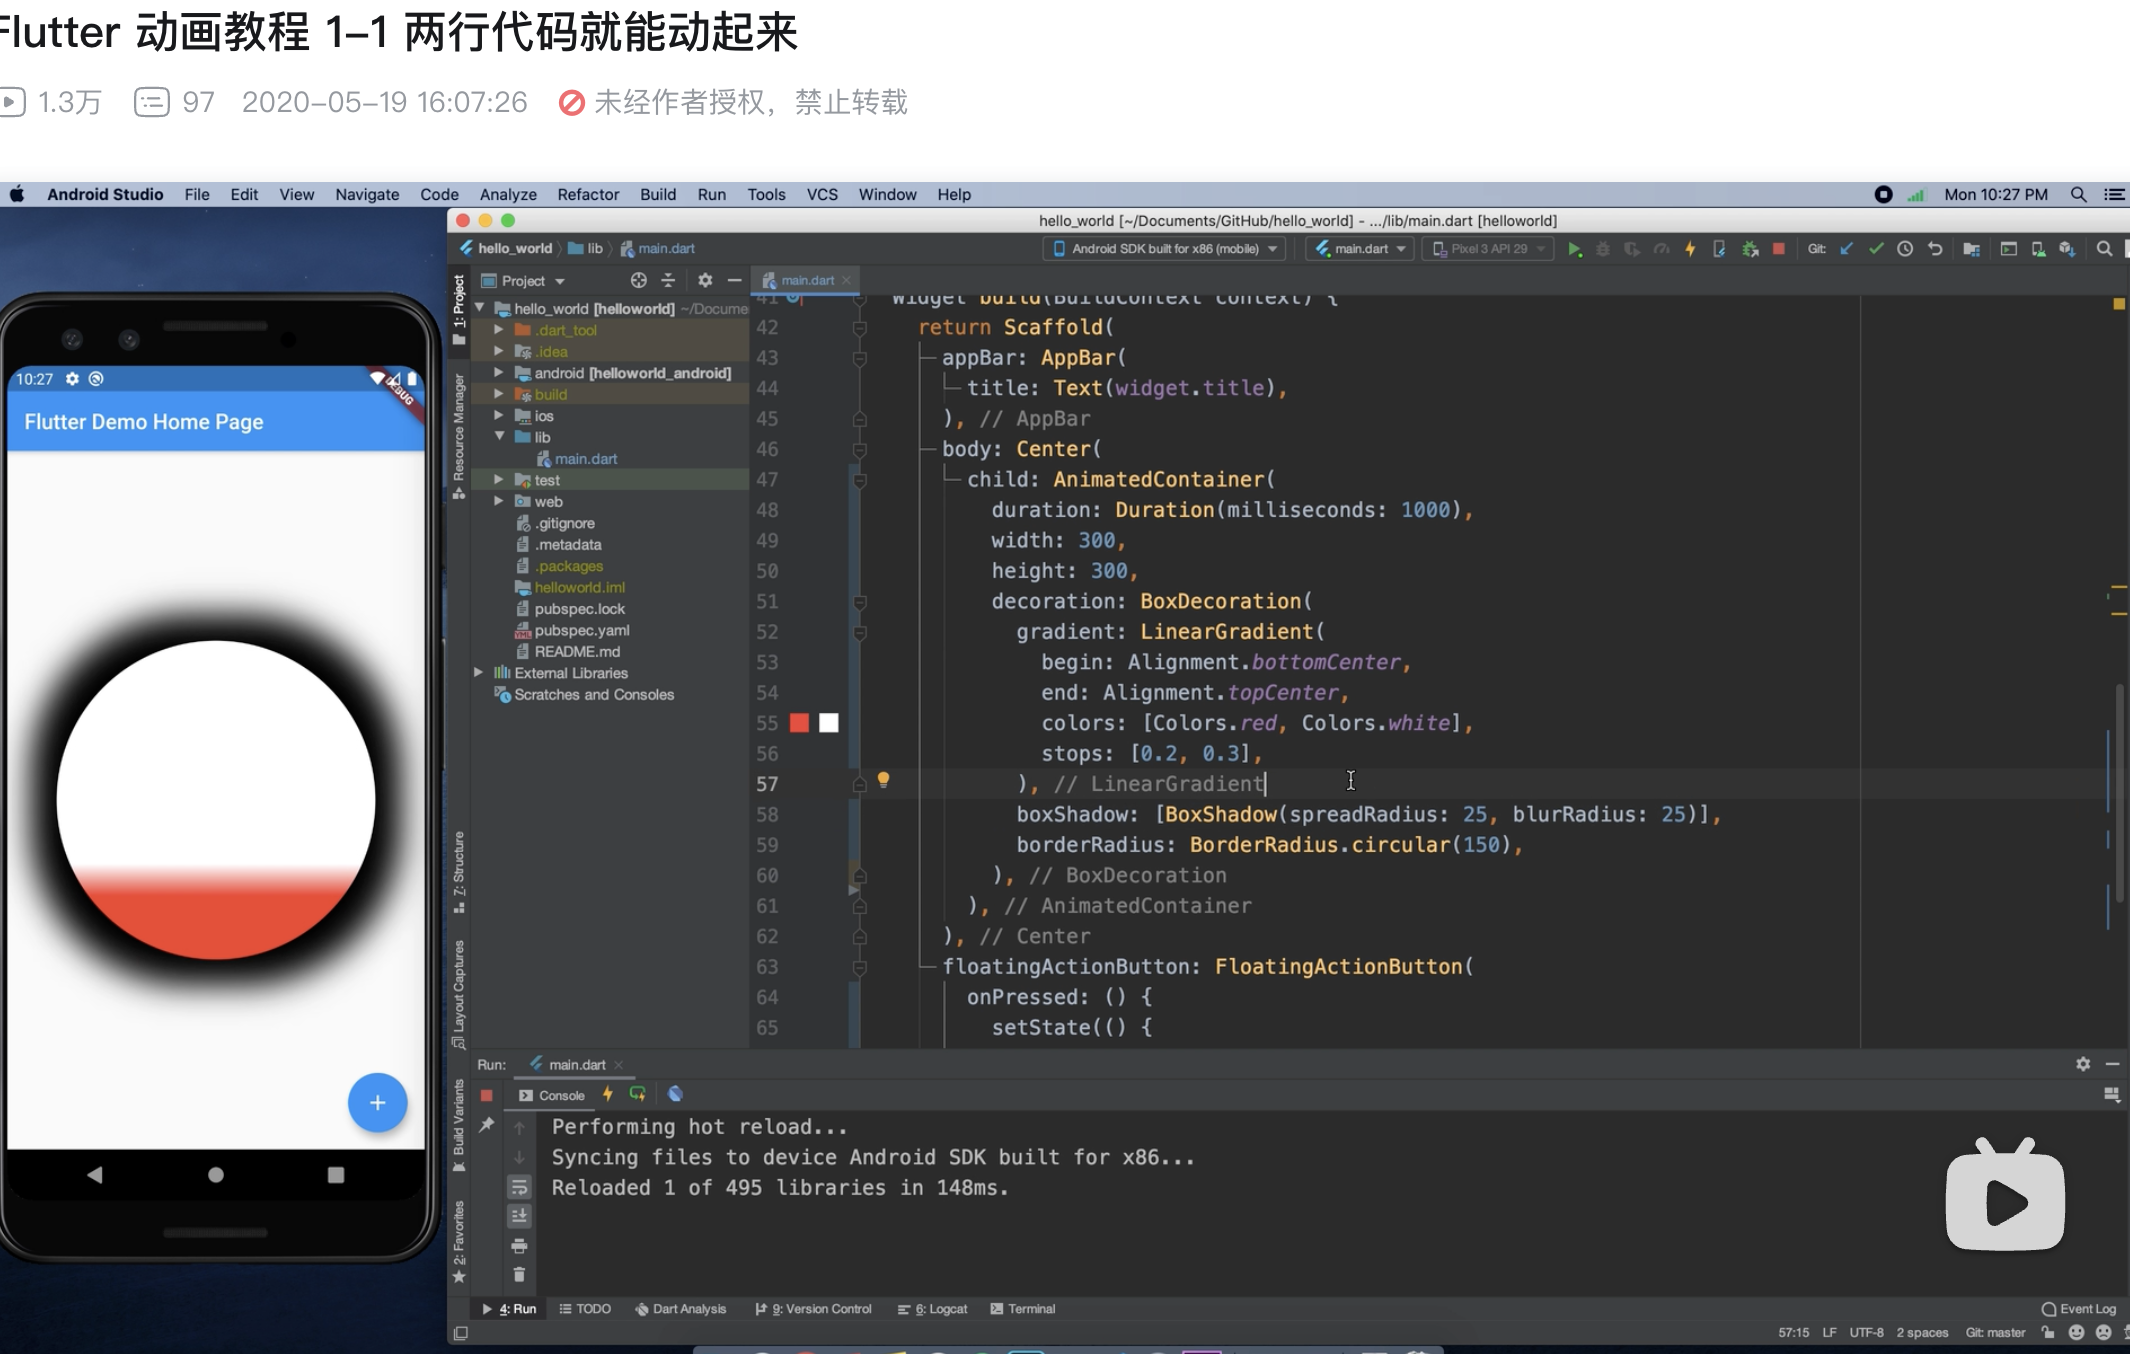 Flutter 动画教程 1-1 两行代码就能动起来
1.3万 97 2020-05-19 16:07:26 未经作者授权，禁止转载
Android Studio File Edit View Navigate Code Analyze Refactor Build Run Tools VCS Window Help Mon 10:27 PM
hello_world [~/Documents/GitHub/hello_world] - .../lib/main.dart [helloworld]
hello_world lib main.dart Android SDK built for x86 (mobile) main.dart Pixel 3 API 29 Git:
Project main.dart
1: Project
Resource Manager
Z: Structure
Layout Captures
Build Variants
2: Favorites
hello_world [helloworld] ~/Docume
.dart_tool
.idea
android [helloworld_android]
build
ios
lib
main.dart
test
web
.gitignore
.metadata
.packages
helloworld.iml
pubspec.lock
pubspec.yaml
README.md
External Libraries
Scratches and Consoles
10:27
DEBUG
Flutter Demo Home Page
+
41 Widget build(BuildContext context) {
42 return Scaffold(
43 appBar: AppBar(
44 title: Text(widget.title),
45 ), // AppBar
46 body: Center(
47 child: AnimatedContainer(
48 duration: Duration(milliseconds: 1000),
49 width: 300,
50 height: 300,
51 decoration: BoxDecoration(
52 gradient: LinearGradient(
53 begin: Alignment.bottomCenter,
54 end: Alignment.topCenter,
55 colors: [Colors.red, Colors.white],
56 stops: [0.2, 0.3],
57 ), // LinearGradient
58 boxShadow: [BoxShadow(spreadRadius: 25, blurRadius: 25)],
59 borderRadius: BorderRadius.circular(150),
60 ), // BoxDecoration
61 ), // AnimatedContainer
62 ), // Center
63 floatingActionButton: FloatingActionButton(
64 onPressed: () {
65 setState(() {
Run: main.dart
Console
Performing hot reload...
Syncing files to device Android SDK built for x86...
Reloaded 1 of 495 libraries in 148ms.
4: Run TODO Dart Analysis 9: Version Control 6: Logcat Terminal Event Log
57:15 LF UTF-8 2 spaces Git: master